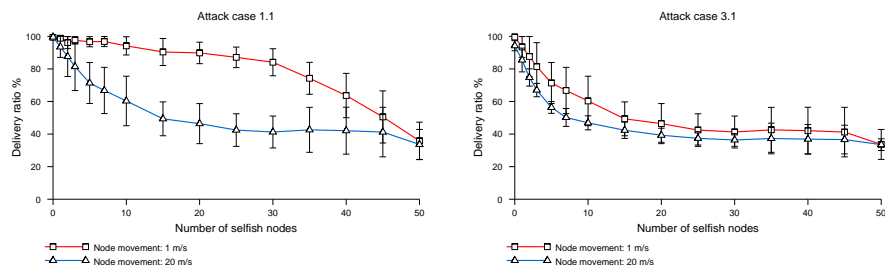 Attack case 1.1
100
80
60
40
20
0
Delivery ratio %
0
10
20
30
40
50
Number of selfish nodes
Node movement: 1 m/s
Node movement: 20 m/s
Attack case 3.1
100
80
60
40
20
0
Delivery ratio %
0
10
20
30
40
50
Number of selfish nodes
Node movement: 1 m/s
Node movement: 20 m/s